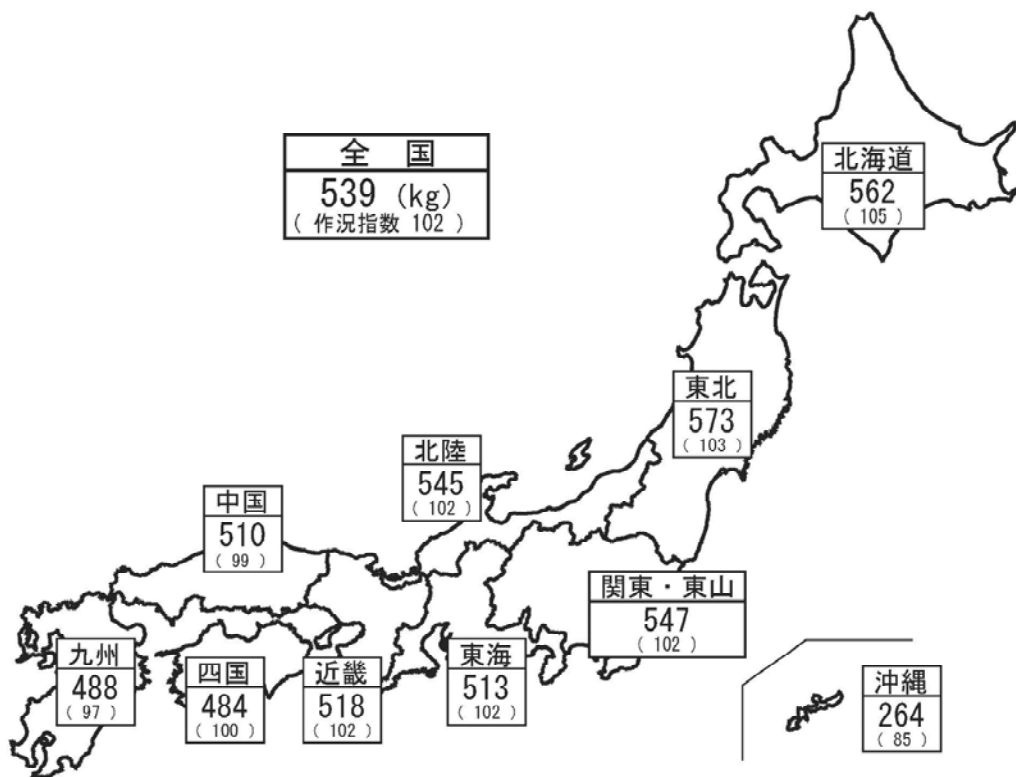 全 国
539 (kg)
( 作況指数 102 )
北海道
562
( 105 )
東北
573
( 103 )
北陸
545
( 102 )
中国
510
( 99 )
関東・東山
547
( 102 )
九州
488
( 97 )
四国
484
( 100 )
近畿
518
( 102 )
東海
513
( 102 )
沖縄
264
( 85 )